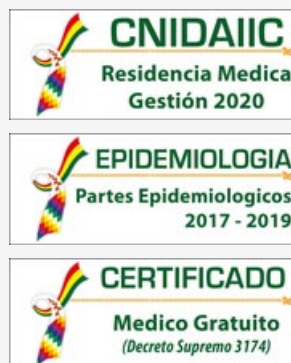 CNIDAIIC
Residencia Medica
Gestión 2020
EPIDEMIOLOGIA
Partes Epidemiologicos
2017 - 2019
CERTIFICADO
Medico Gratuito
(Decreto Supremo 3174)